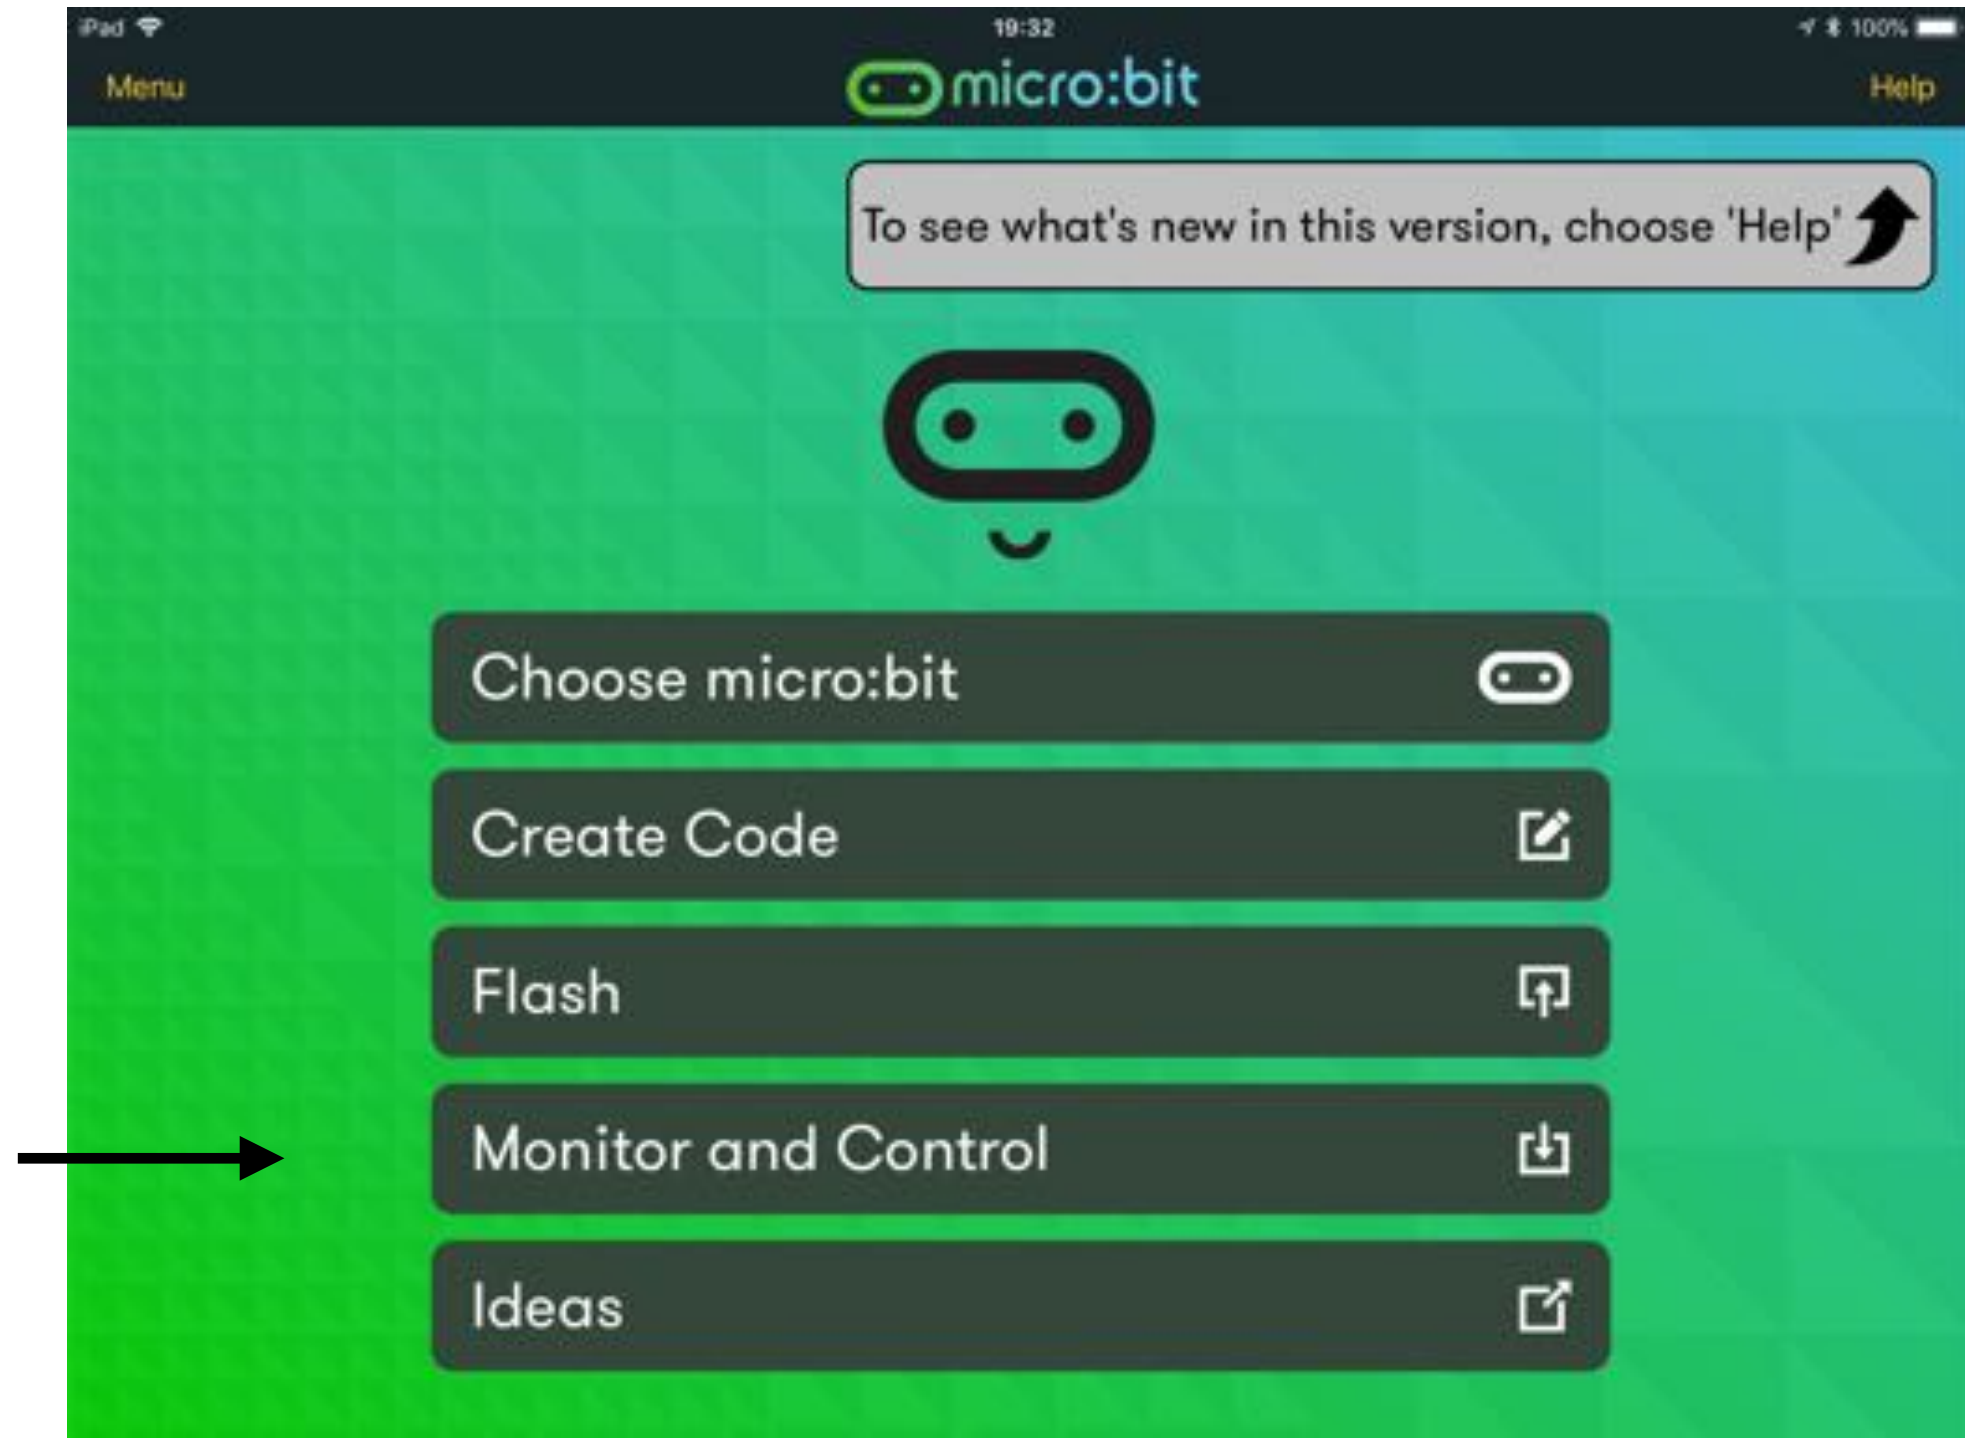 iPad 19:32 100%
Menu micro:bit Help
To see what's new in this version, choose 'Help'
Choose micro:bit
Create Code
Flash
Monitor and Control
Ideas